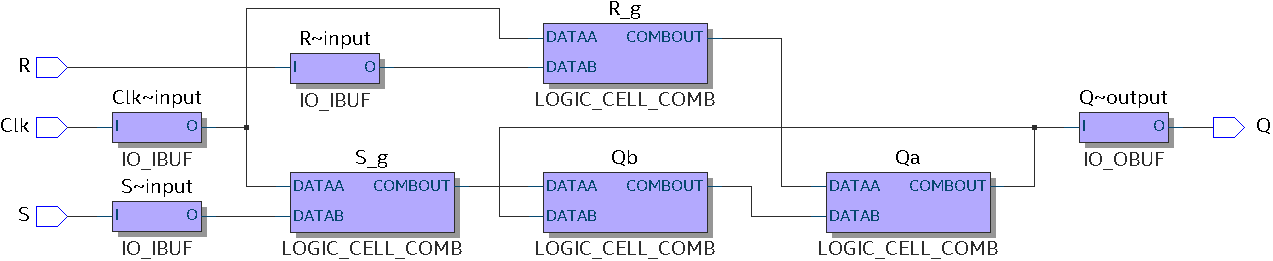 R_g
R~input
DATAA COMBOUT
R
I O
DATAB
Clk~input
IO_IBUF
LOGIC_CELL_COMB
Q~output
Clk
I O
I O
Q
IO_IBUF
S_g
Qb
Qa
IO_OBUF
S~input
DATAA COMBOUT
DATAA COMBOUT
DATAA COMBOUT
S
I O
DATAB
DATAB
DATAB
IO_IBUF
LOGIC_CELL_COMB
LOGIC_CELL_COMB
LOGIC_CELL_COMB